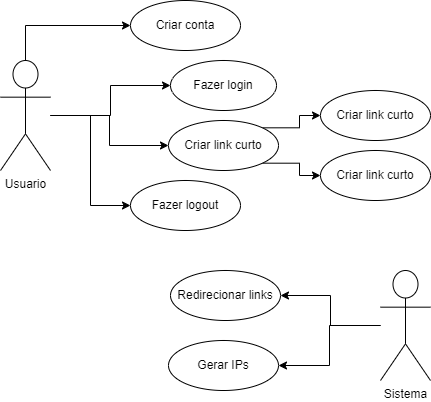 Criar conta
Fazer login
Criar link curto
Criar link curto
Criar link curto
Usuario
Fazer logout
Redirecionar links
Gerar IPs
Sistema